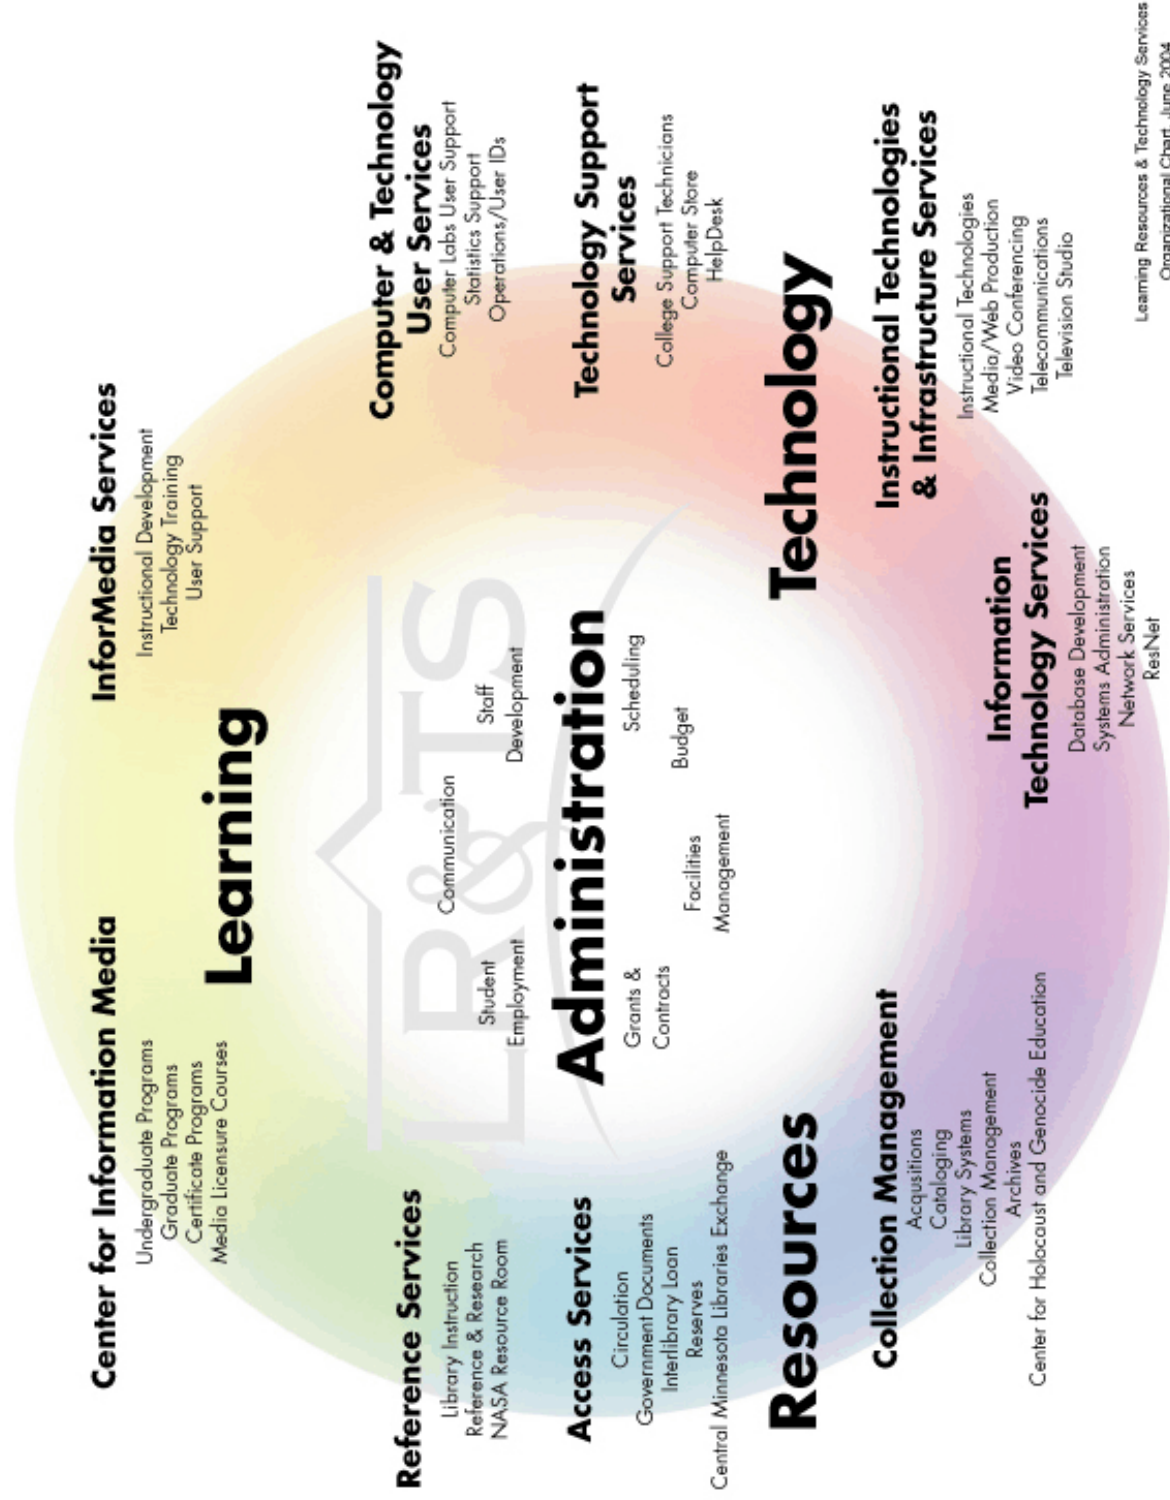 Center for Information Media
Undergraduate Programs
Graduate Programs
Certificate Programs
Media Licensure Courses
InforMedia Services
Instructional Development
Technology Training
User Support
Learning
Reference Services
Library Instruction
Reference & Research
NASA Resource Room
Computer & Technology
User Services
Computer Labs User Support
Statistics Support
Operations/User IDs
LR&TS
Communication
Student
Employment
Staff
Development
Administration
Grants &
Contracts
Scheduling
Facilities
Management
Budget
Access Services
Circulation
Government Documents
Interlibrary Loan
Reserves
Central Minnesota Libraries Exchange
Technology Support
Services
College Support Technicians
Computer Store
HelpDesk
Resources
Technology
Collection Management
Acqusitions
Cataloging
Library Systems
Collection Management
Archives
Center for Holocaust and Genocide Education
Information
Technology Services
Database Development
Systems Administration
Network Services
ResNet
Instructional Technologies
& Infrastructure Services
Instructional Technologies
Media/Web Production
Video Conferencing
Telecommunications
Television Studio
Learning Resources & Technology Services
Organizational Chart, June 2004